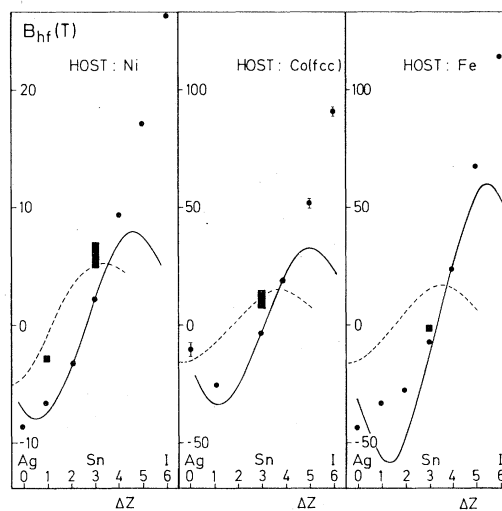 B_hf(T)
HOST: Ni
HOST: Co(fcc)
HOST: Fe
20
10
0
-10
100
50
0
-50
100
50
0
-50
Ag Sn I
0 1 2 3 4 5 6
ΔZ
Ag Sn I
0 1 2 3 4 5 6
ΔZ
Ag Sn I
0 1 2 3 4 5 6
ΔZ